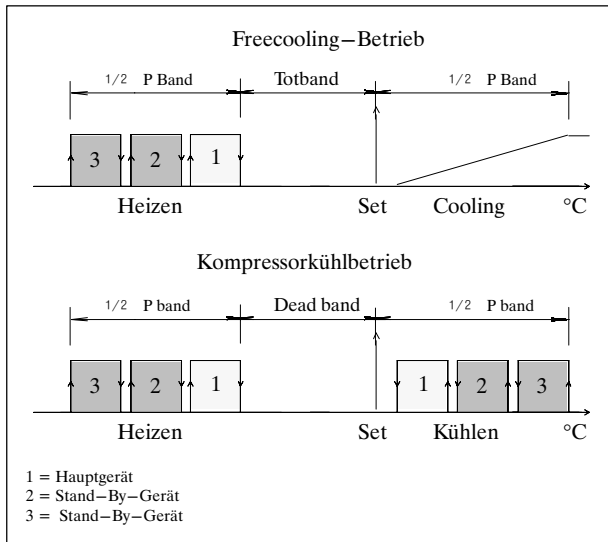 Freecooling–Betrieb
1/2 P Band Totband 1/2 P Band
3 2 1
Heizen Set Cooling °C
Kompressorkühlbetrieb
1/2 P band Dead band 1/2 P band
3 2 1 1 2 3
Heizen Set Kühlen °C
1 = Hauptgerät
2 = Stand–By–Gerät
3 = Stand–By–Gerät